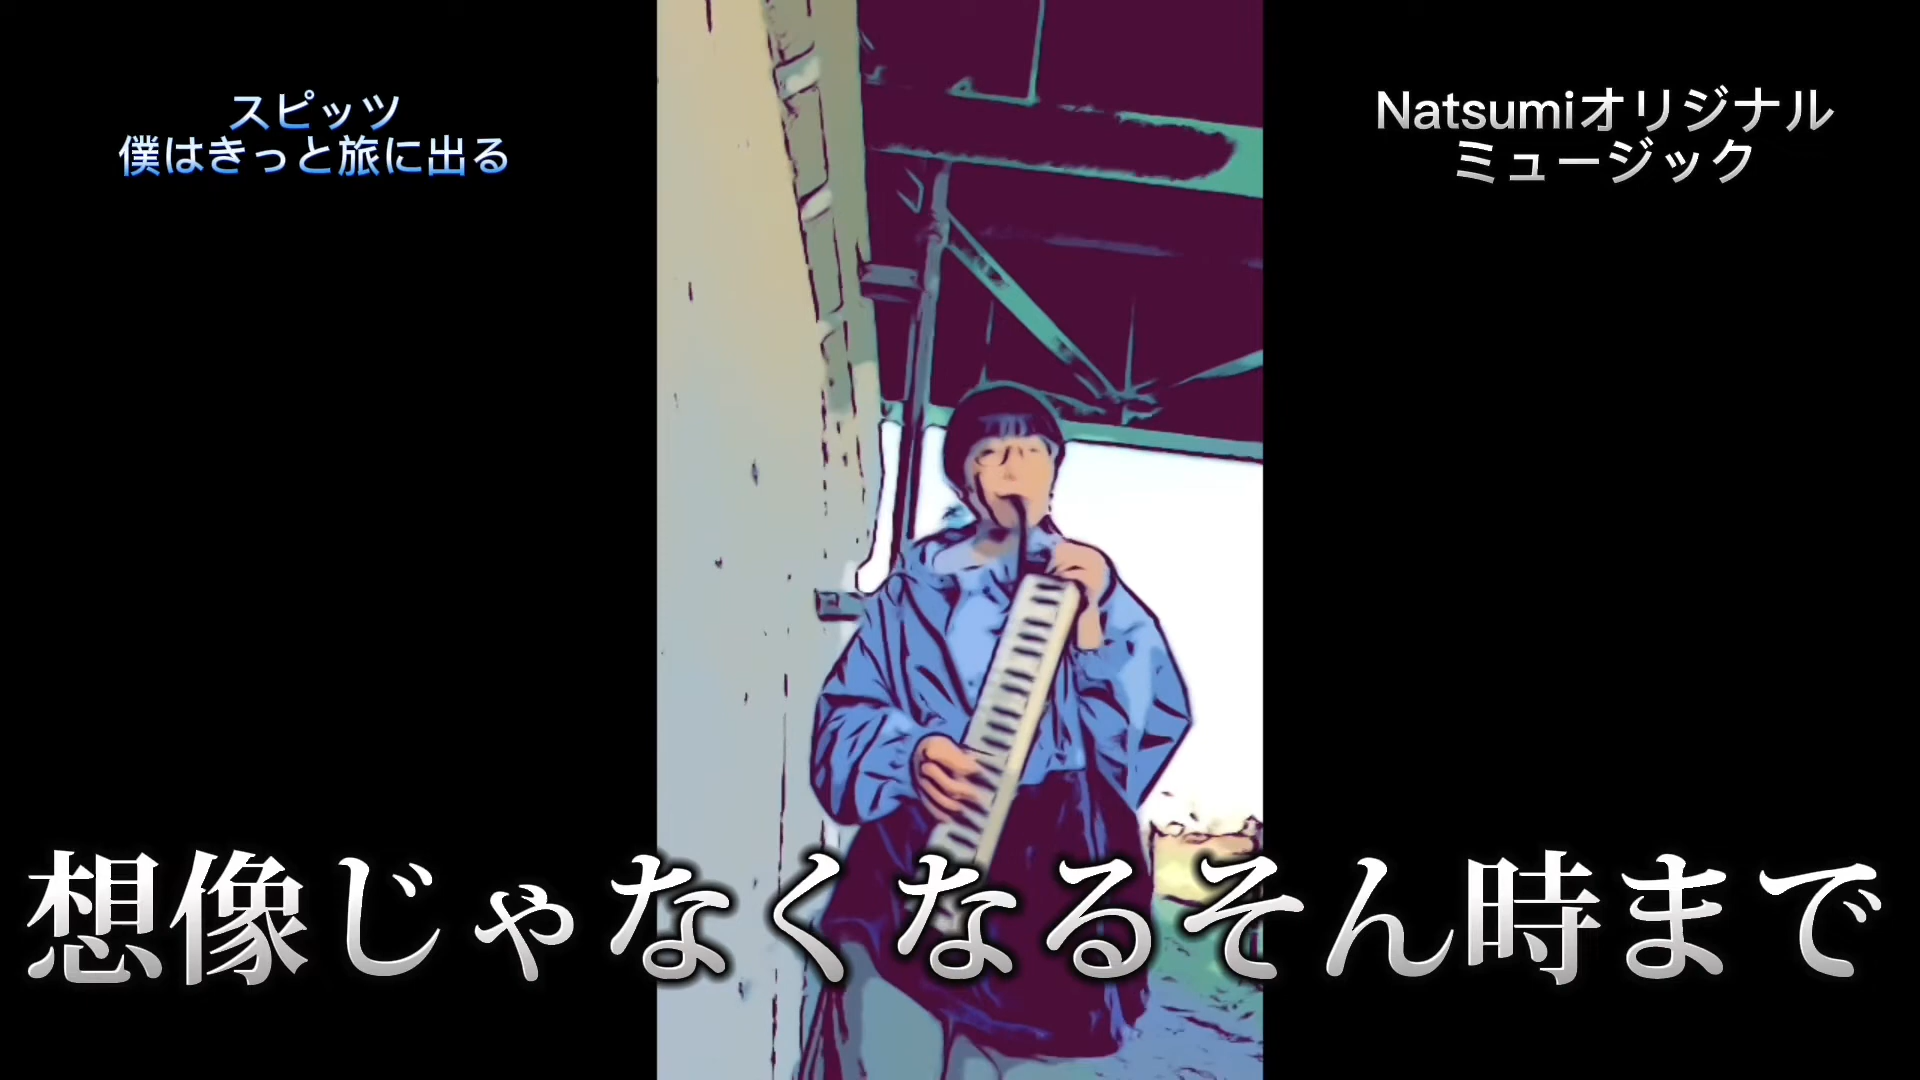 スピッツ
僕はきっと旅に出る
Natsumiオリジナル
ミュージック
想像じゃなくなるそん時まで